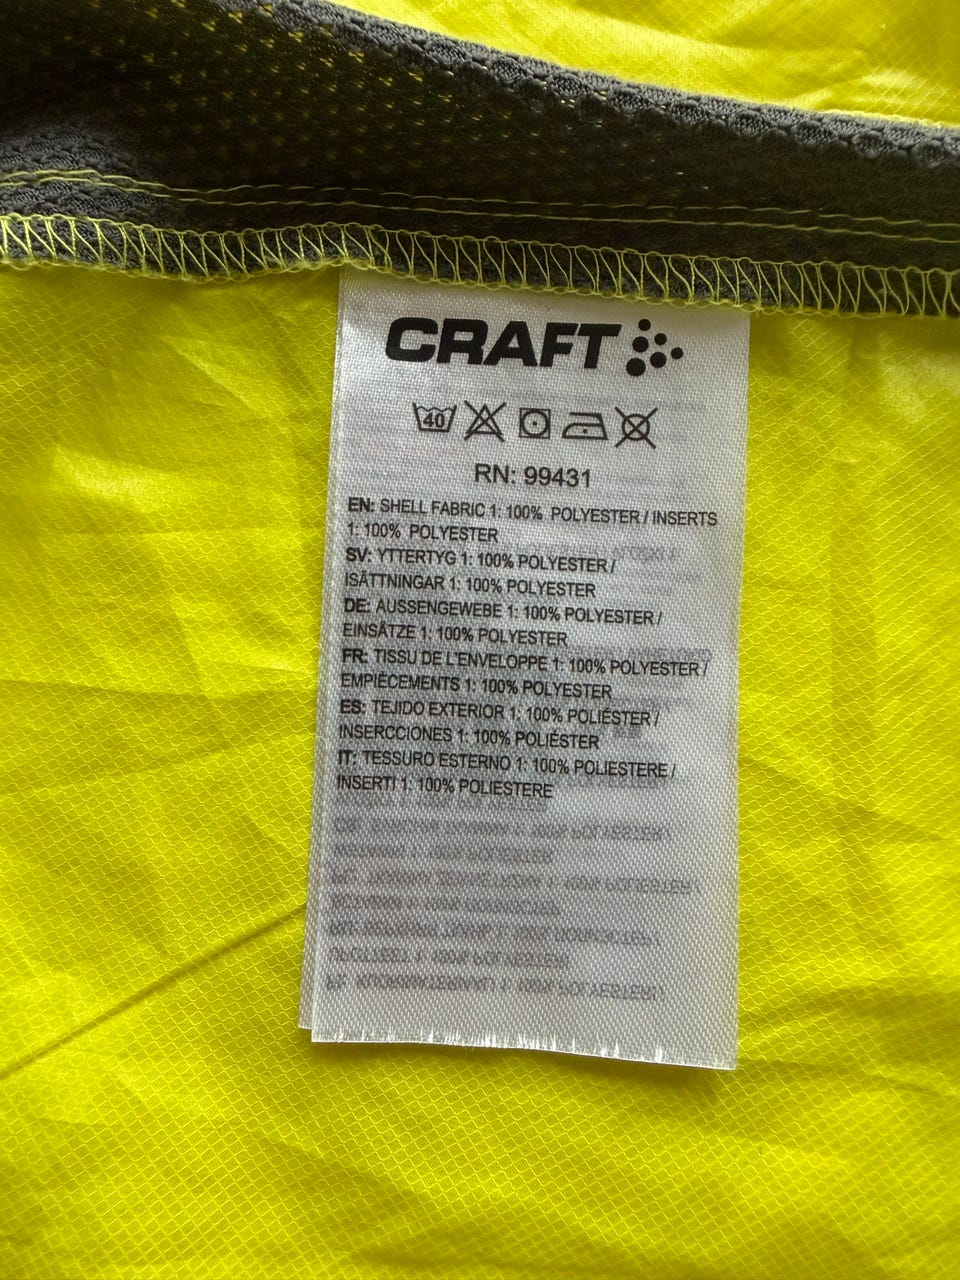 CRAFT
40
RN: 99431
EN: SHELL FABRIC 1: 100% POLYESTER / INSERTS
1: 100% POLYESTER
SV: YTTERTYG 1: 100% POLYESTER /
ISÄTTNINGAR 1: 100% POLYESTER
DE: AUSSENGEWEBE 1: 100% POLYESTER /
EINSÄTZE 1: 100% POLYESTER
FR: TISSU DE L'ENVELOPPE 1: 100% POLYESTER /
EMPIÈCEMENTS 1: 100% POLYESTER
ES: TEJIDO EXTERIOR 1: 100% POLIÉSTER /
INSERCCIONES 1: 100% POLIÉSTER
IT: TESSURO ESTERNO 1: 100% POLIESTERE /
INSERTI 1: 100% POLIESTERE